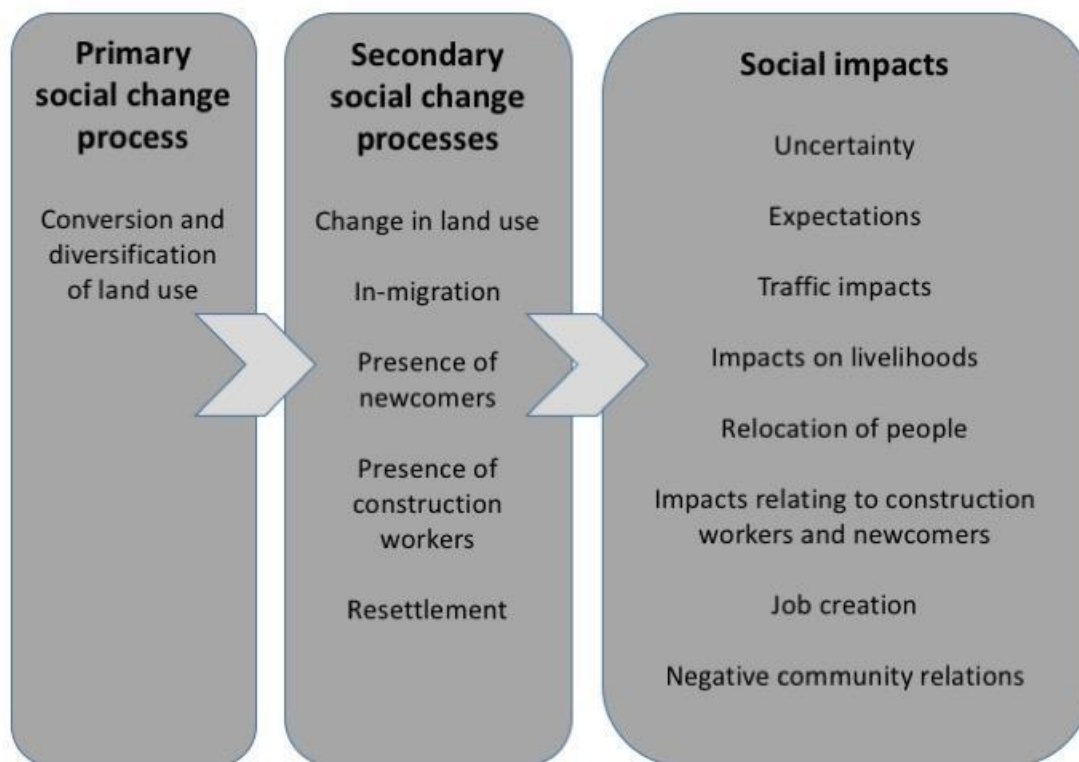 Primary
social change
process
Conversion and
diversification
of land use
Secondary
social change
processes
Change in land use
In-migration
Presence of
newcomers
Presence of
construction
workers
Resettlement
Social impacts
Uncertainty
Expectations
Traffic impacts
Impacts on livelihoods
Relocation of people
Impacts relating to construction
workers and newcomers
Job creation
Negative community relations